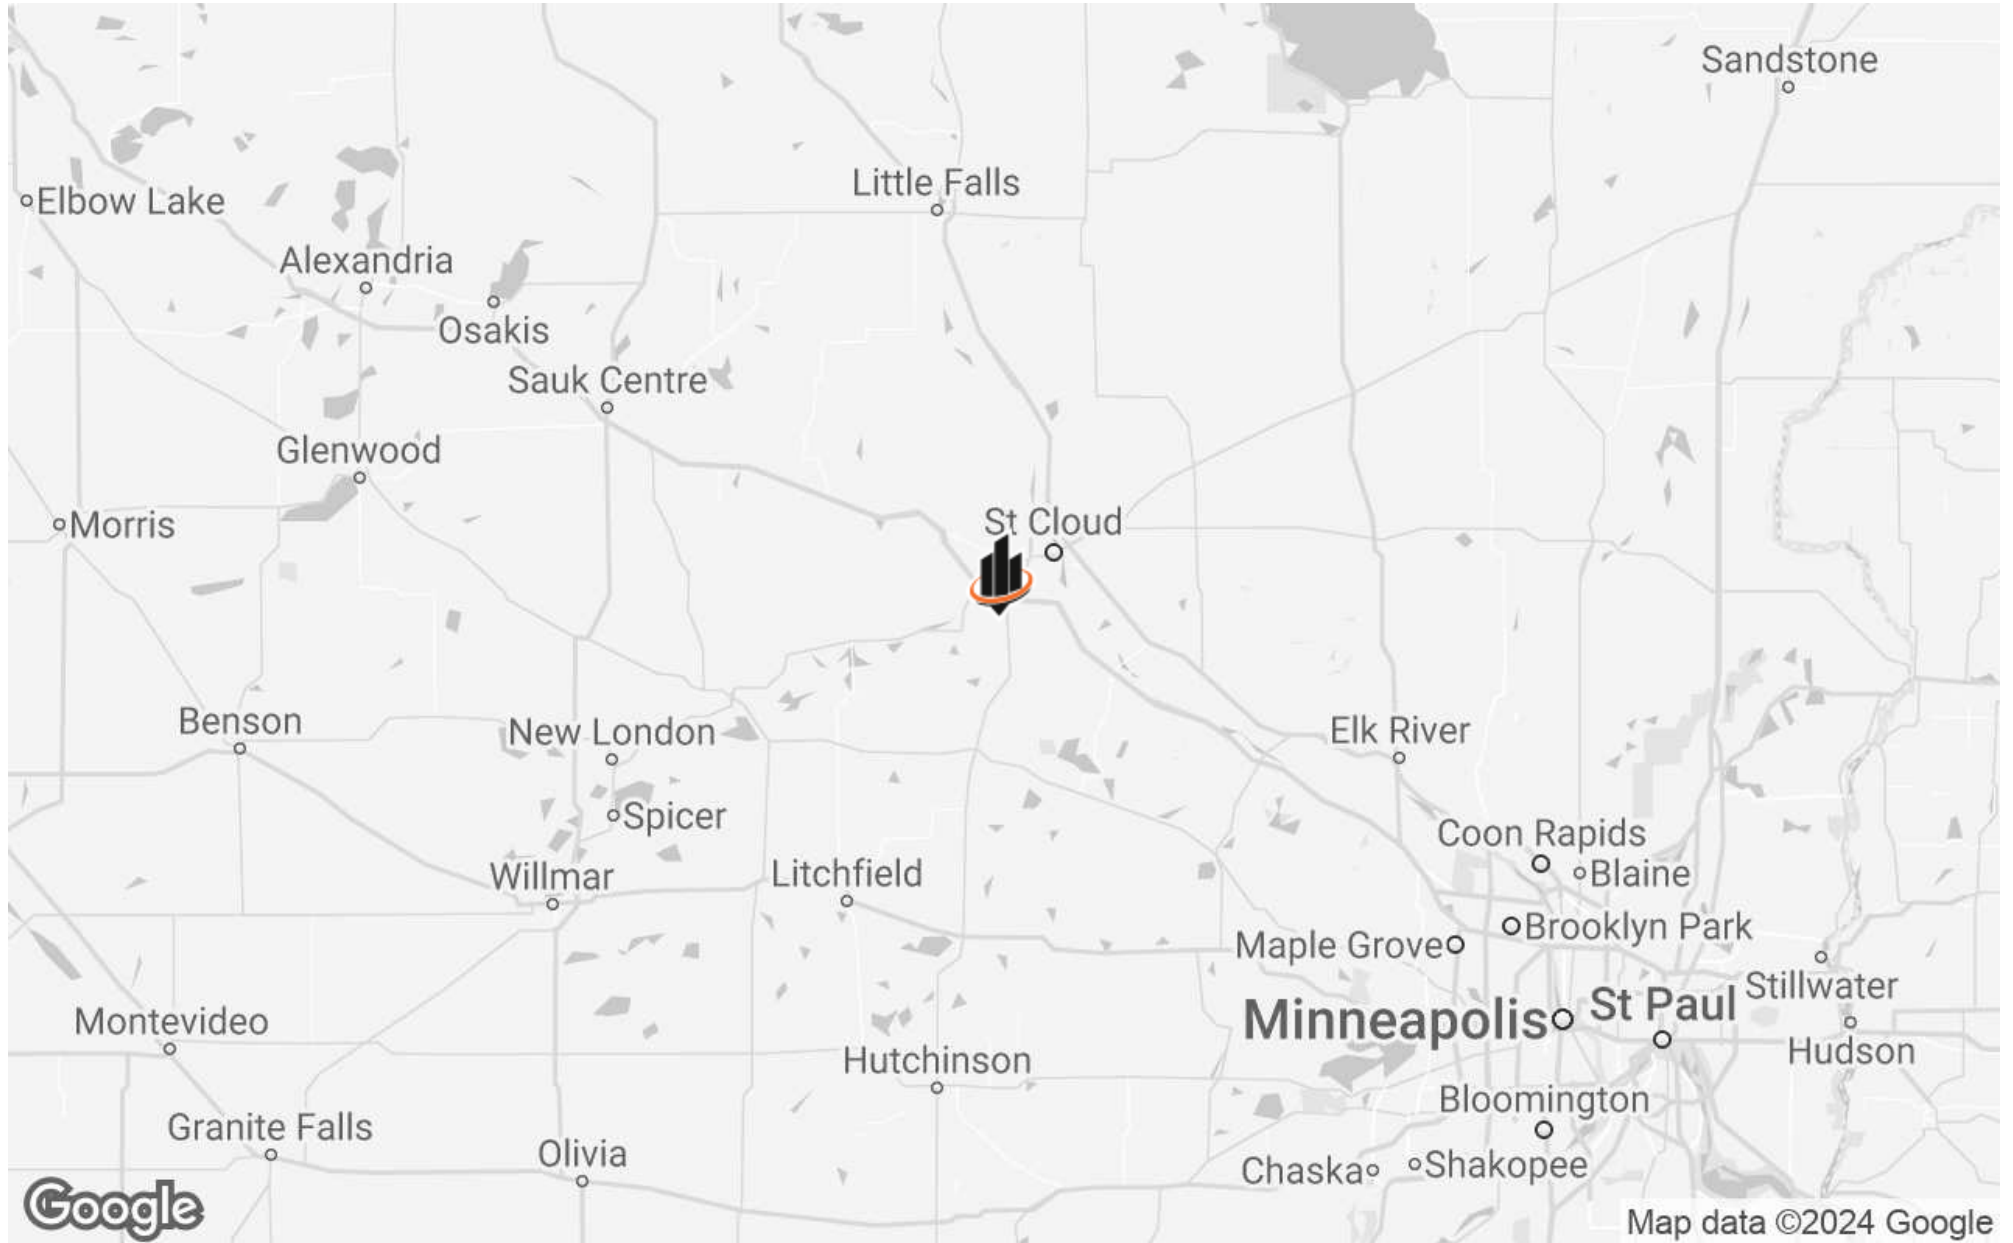 Sandstone
Little Falls
Elbow Lake
Alexandria
Osakis
Sauk Centre
Glenwood
St Cloud
Morris
Benson
New London
Elk River
Spicer
Coon Rapids
Willmar
Litchfield
Blaine
Brooklyn Park
Maple Grove
Stillwater
St Paul
Minneapolis
Montevideo
Hudson
Hutchinson
Bloomington
Granite Falls
Olivia
Chaska
Shakopee
Google
Map data ©2024 Google